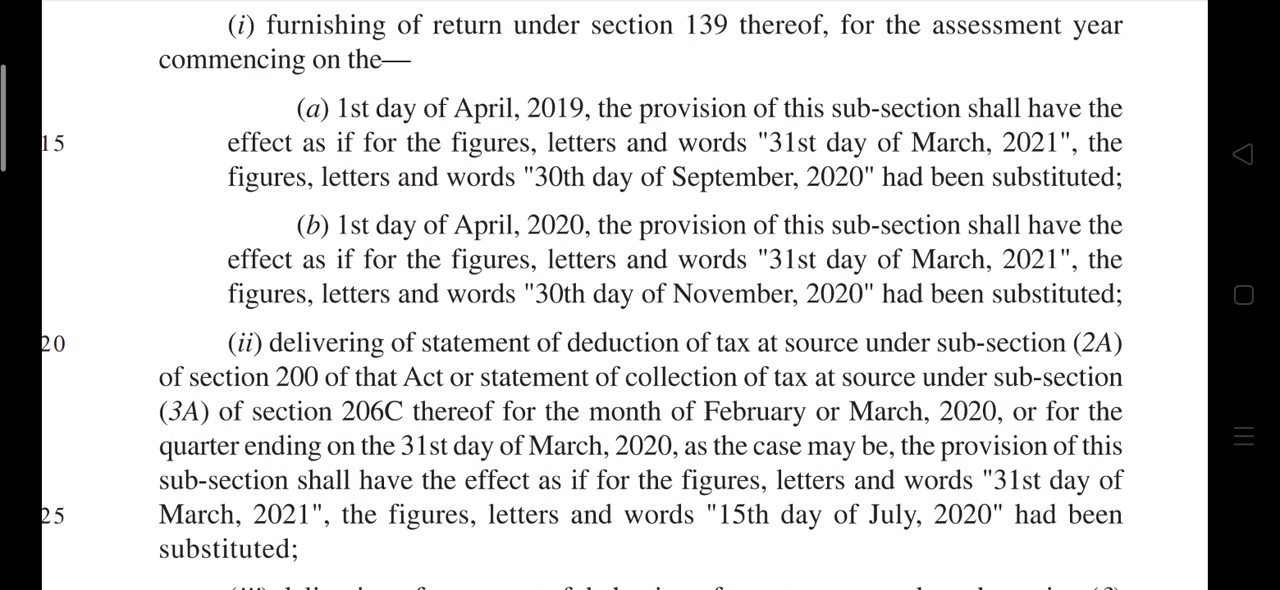 (i) furnishing of return under section 139 thereof, for the assessment year
commencing on the—
(a) 1st day of April, 2019, the provision of this sub-section shall have the
15 effect as if for the figures, letters and words "31st day of March, 2021", the
figures, letters and words "30th day of September, 2020" had been substituted;
(b) 1st day of April, 2020, the provision of this sub-section shall have the
effect as if for the figures, letters and words "31st day of March, 2021", the
figures, letters and words "30th day of November, 2020" had been substituted;
20 (ii) delivering of statement of deduction of tax at source under sub-section (2A)
of section 200 of that Act or statement of collection of tax at source under sub-section
(3A) of section 206C thereof for the month of February or March, 2020, or for the
quarter ending on the 31st day of March, 2020, as the case may be, the provision of this
sub-section shall have the effect as if for the figures, letters and words "31st day of
25 March, 2021", the figures, letters and words "15th day of July, 2020" had been
substituted;